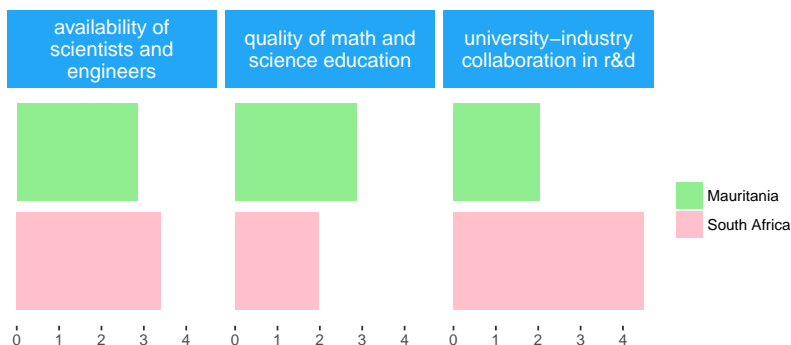 availability of
scientists and
engineers
quality of math and
science education
university−industry
collaboration in r&d
Mauritania
South Africa
0 1 2 3 4
0 1 2 3 4
0 1 2 3 4